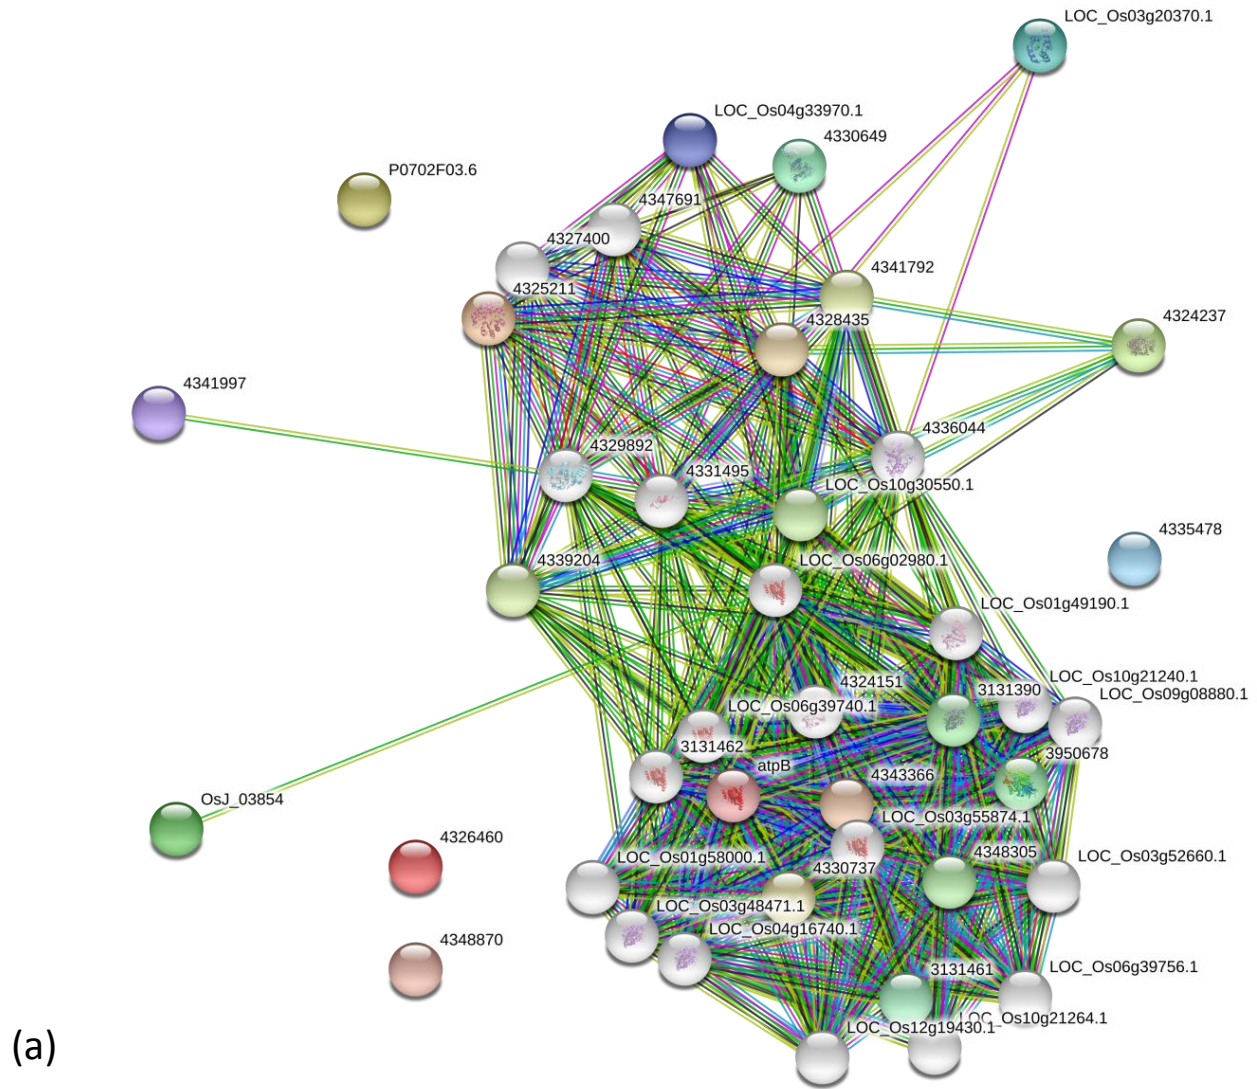 LOC_Os03g20370.1
LOC_Os04g33970.1
4330649
P0702F03.6
4347691
4327400
4341792
4325211
4324237
4328435
4341997
4336044
4329892
4331495
LOC_Os10g30550.1
4335478
4339204
LOC_Os06g02980.1
LOC_Os01g49190.1
LOC_Os10g21240.1
4324151
3131390
LOC_Os09g08880.1
LOC_Os06g39740.1
3131462
3950678
atpB
4343366
OsJ_03854
LOC_Os03g55874.1
4326460
LOC_Os01g58000.1
4348305
LOC_Os03g52660.1
4330737
LOC_Os03g48471.1
LOC_Os04g16740.1
4348870
3131461
LOC_Os06g39756.1
LOC_Os10g21264.1
LOC_Os12g19430.1
(a)